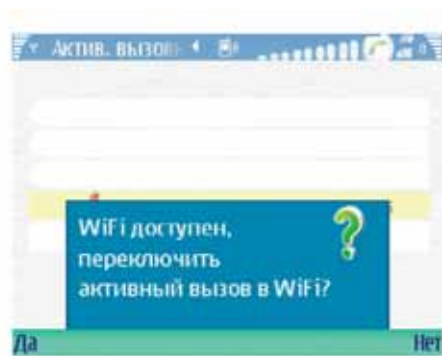 Актив. вызов
WiFi доступен,
переключить
активный вызов в WiFi?
Да Нет